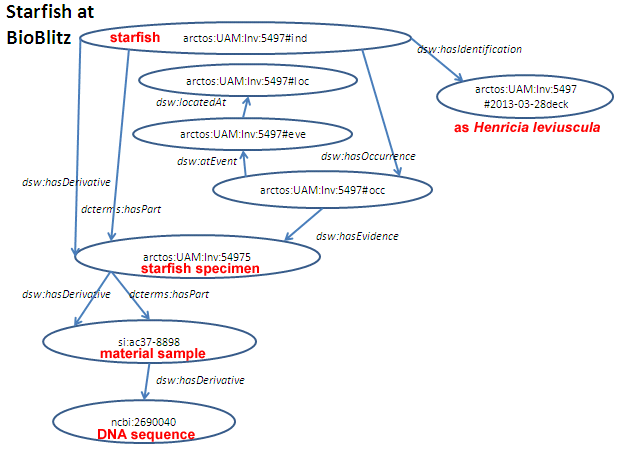 Starfish at
BioBlitz
starfish arctos:UAM:Inv:5497#ind
dsw:hasIdentification
arctos:UAM:Inv:5497#loc
arctos:UAM:Inv:5497
#2013-03-28deck
dsw:locatedAt
as Henricia leviuscula
arctos:UAM:Inv:5497#eve
dsw:atEvent
dsw:hasOccurrence
dsw:hasDerivative
arctos:UAM:Inv:5497#occ
dcterms:hasPart
dsw:hasEvidence
arctos:UAM:Inv:54975
starfish specimen
dsw:hasDerivative
dcterms:hasPart
si:ac37-8898
material sample
dsw:hasDerivative
ncbi:2690040
DNA sequence